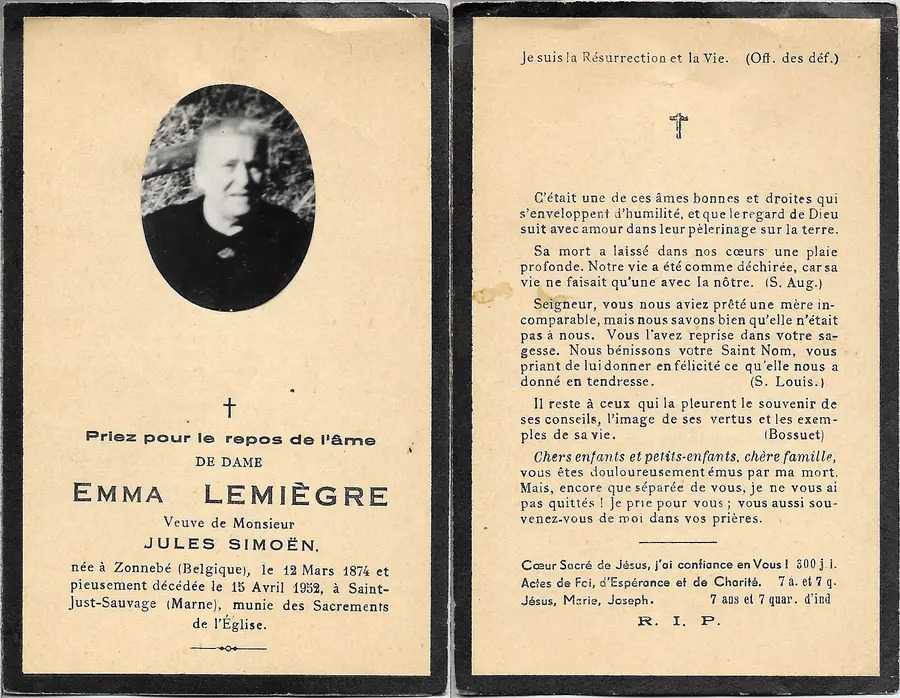 Priez pour le repos de l'âme
DE DAME
EMMA LEMIÈGRE
Veuve de Monsieur
JULES SIMOËN,
née à Zonnebé (Belgique), le 12 Mars 1874 et
pieusement décédée le 15 Avril 1952, à Saint-
Just-Sauvage (Marne), munie des Sacrements
de l'Église.
Je suis la Résurrection et la Vie. (Off. des déf.)
C'était une de ces âmes bonnes et droites qui
s'enveloppent d'humilité, et que le regard de Dieu
suit avec amour dans leur pèlerinage sur la terre.
Sa mort a laissé dans nos cœurs une plaie
profonde. Notre vie a été comme déchirée, car sa
vie ne faisait qu'une avec la nôtre. (S. Aug.)
Seigneur, vous nous aviez prêté une mère in-
comparable, mais nous savons bien qu'elle n'était
pas à nous. Vous l'avez reprise dans votre sa-
gesse. Nous bénissons votre Saint Nom, vous
priant de lui donner en félicité ce qu'elle nous a
donné en tendresse. (S. Louis.)
Il reste à ceux qui la pleurent le souvenir de
ses conseils, l'image de ses vertus et les exem-
ples de sa vie. (Bossuet)
Chers enfants et petits-enfants, chère famille,
vous êtes douloureusement émus par ma mort.
Mais, encore que séparée de vous, je ne vous ai
pas quittés ! Je prie pour vous ; vous aussi sou-
venez-vous de moi dans vos prières.
Cœur Sacré de Jésus, j'ai confiance en Vous ! 300 j. i.
Actes de Foi, d'Espérance et de Charité. 7 a. et 7 q.
Jésus, Marie, Joseph. 7 ans et 7 quar. d'ind
R. I. P.